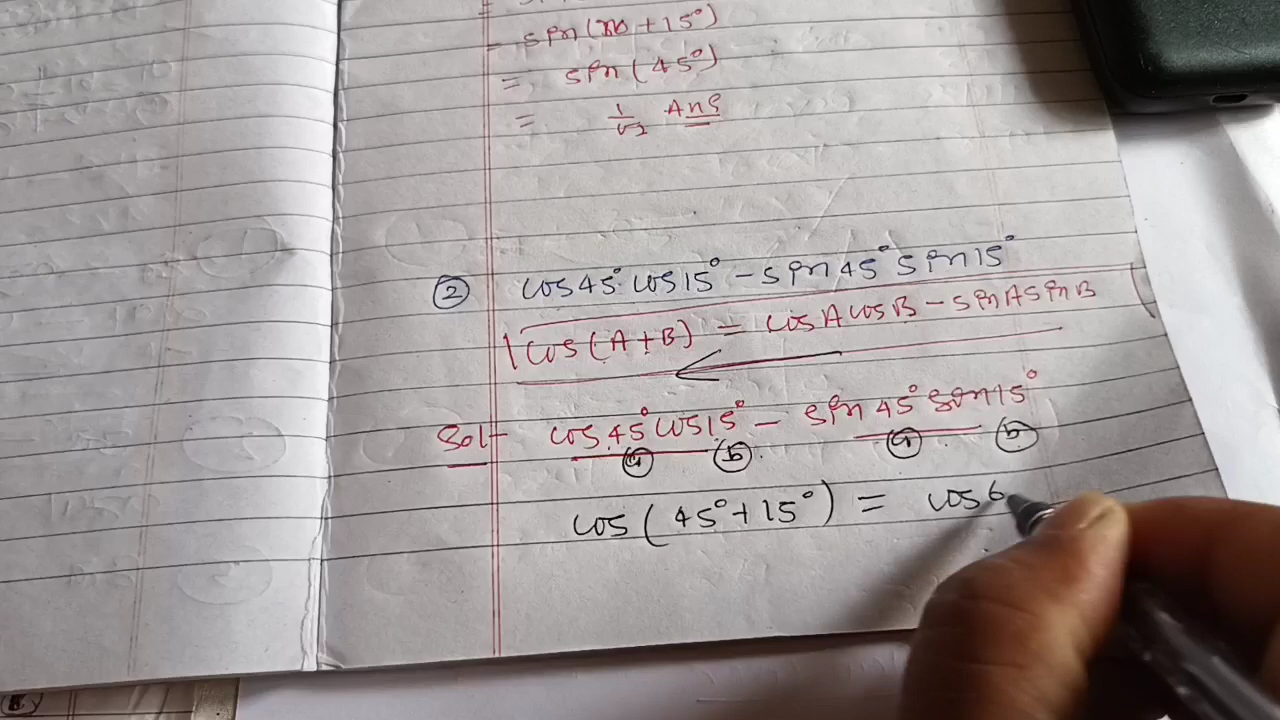 = sin(30+15°)
= sin(45°)
= 1/√2 Ans
② cos45° cos15° - sin45° sin15°
cos(A+B) = cosA cosB - sinA sinB
Sol- cos45° cos15° - sin45° sin15°
(a) (b) (a) (b)
cos(45°+15°) = cos6